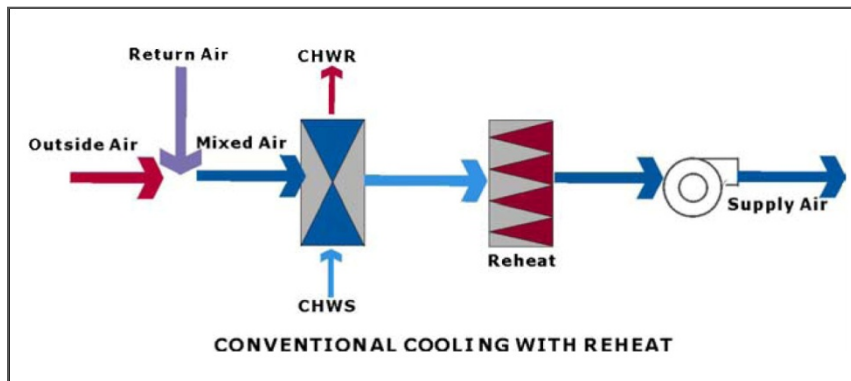 Return Air
CHWR
Outside Air
Mixed Air
Supply Air
Reheat
CHWS
CONVENTIONAL COOLING WITH REHEAT